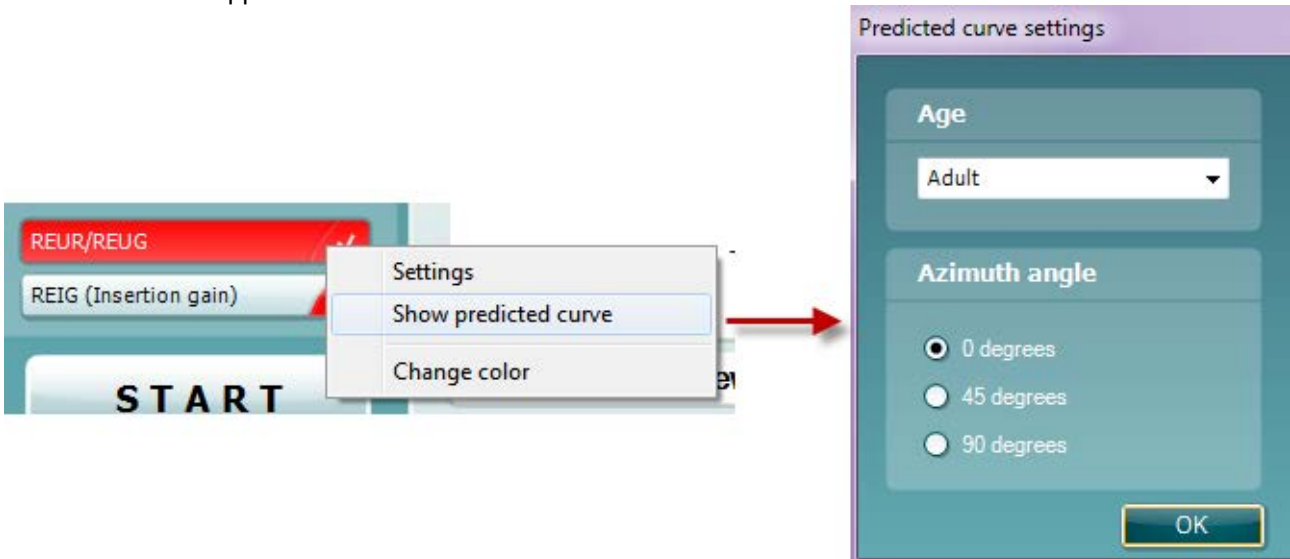 REUR/REUG
REIG (Insertion gain)
START
Settings
Show predicted curve
Change color
Predicted curve settings
Age
Adult
Azimuth angle
0 degrees
45 degrees
90 degrees
OK